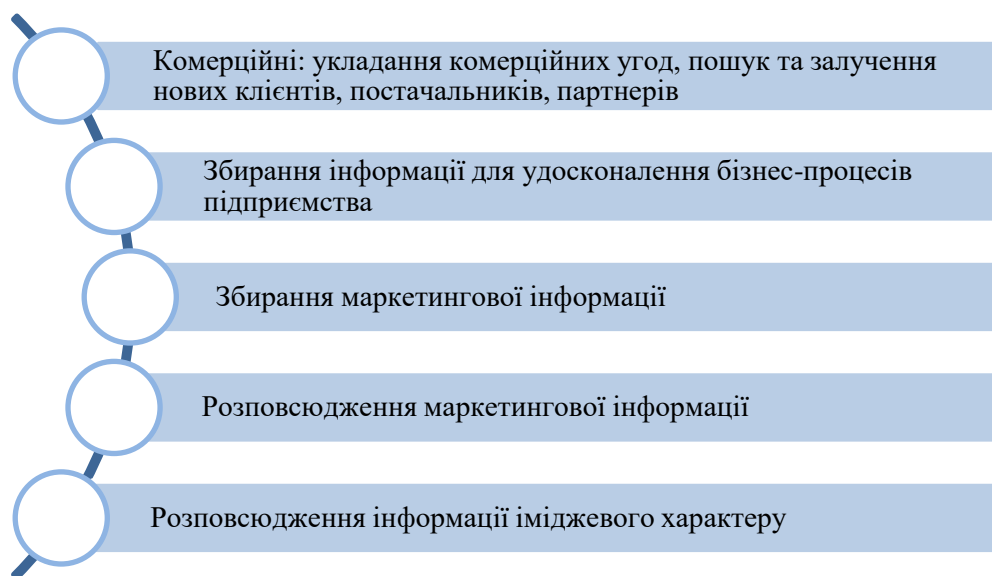 Комерційні: укладання комерційних угод, пошук та залучення
нових клієнтів, постачальників, партнерів
Збирання інформації для удосконалення бізнес-процесів
підприємства
Збирання маркетингової інформації
Розповсюдження маркетингової інформації
Розповсюдження інформації іміджевого характеру